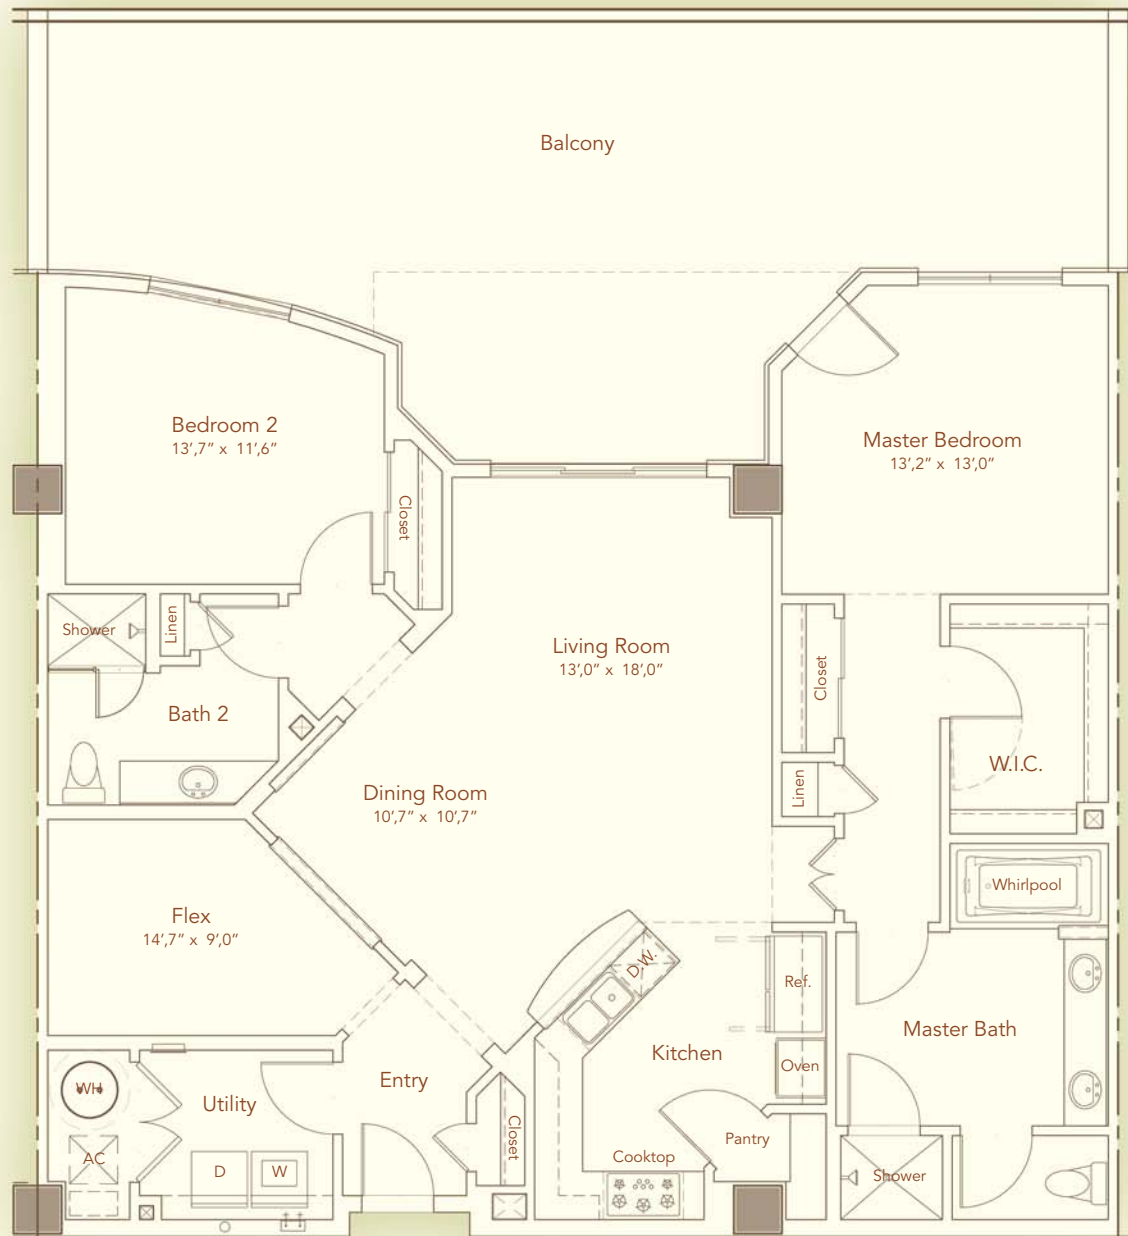 Balcony
Bedroom 2
13',7" x 11',6"
Master Bedroom
13',2" x 13',0"
Closet
Shower
Linen
Living Room
13',0" x 18',0"
Closet
Bath 2
W.I.C.
Linen
Dining Room
10',7" x 10',7"
Whirlpool
Flex
14',7" x 9',0"
D.W.
Ref.
Master Bath
Kitchen
Oven
Entry
WH
Utility
Closet
Pantry
AC
D
W
Cooktop
Shower